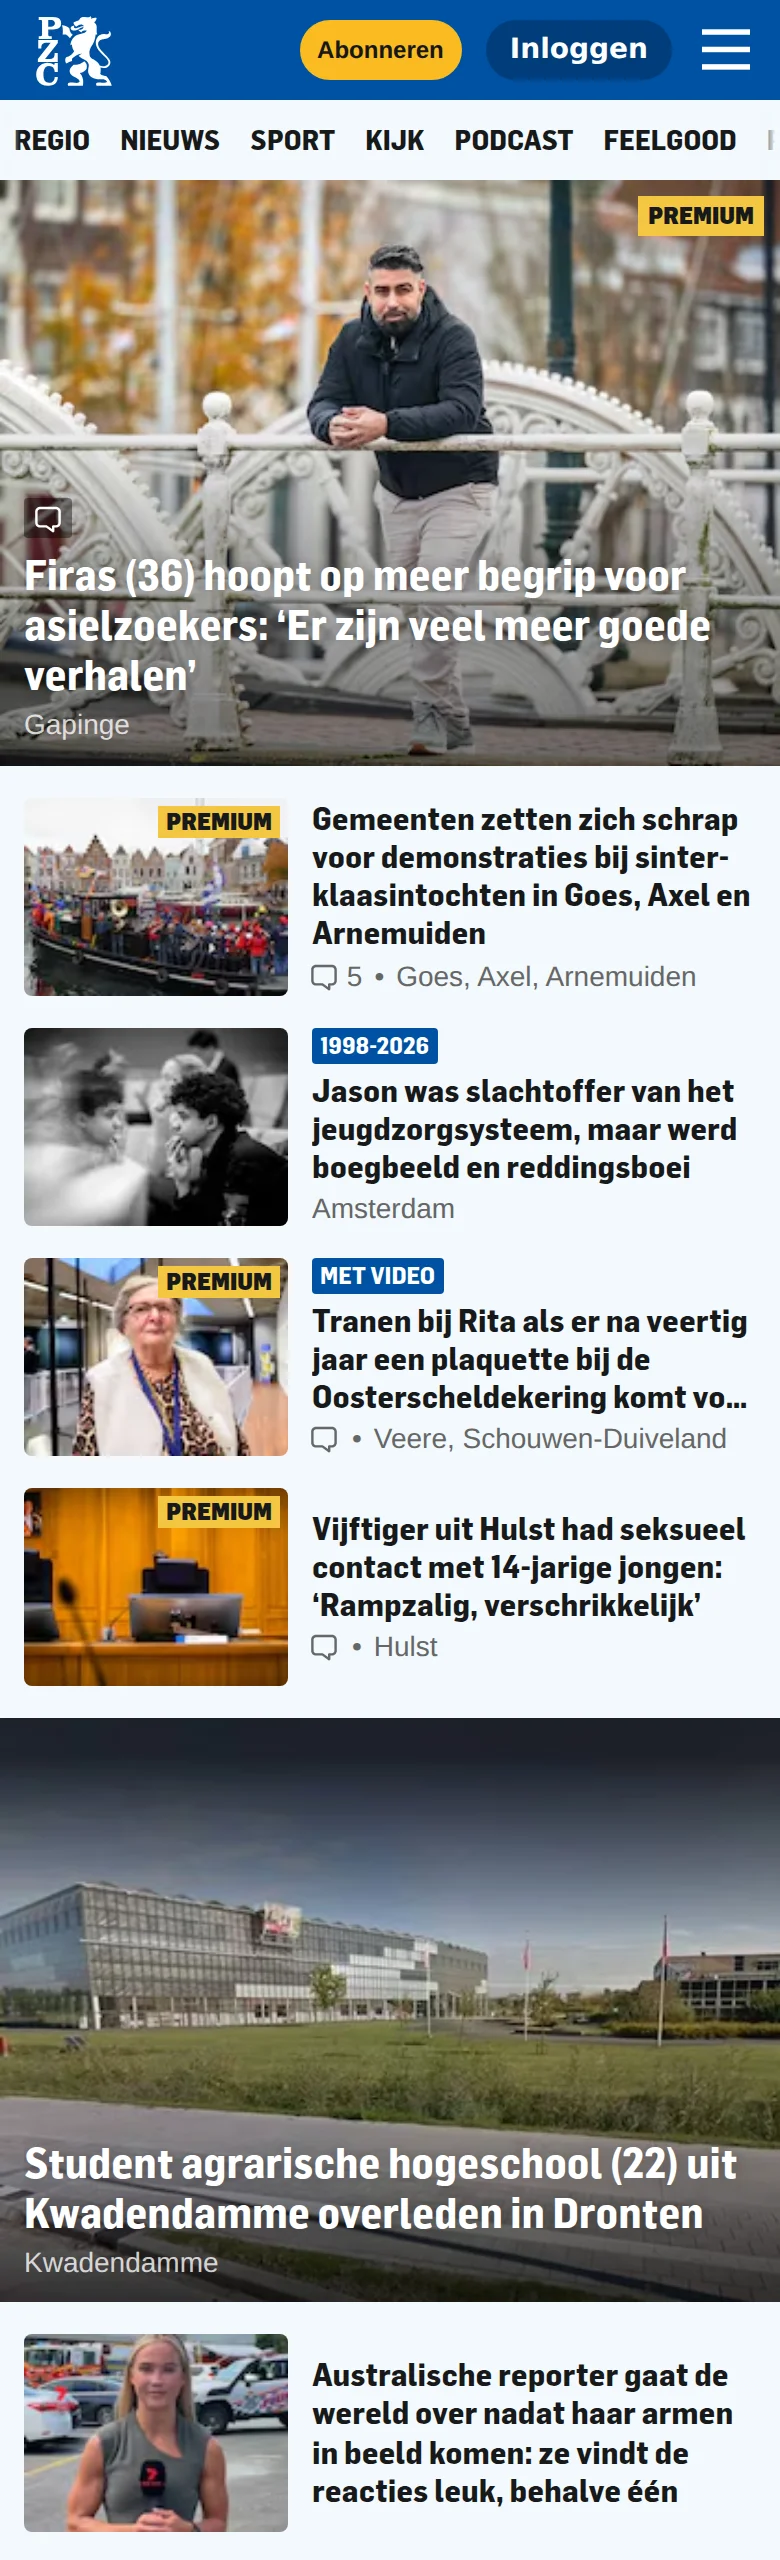 PZC
Abonneren
Inloggen
REGIO NIEUWS SPORT KIJK PODCAST FEELGOOD
PREMIUM
Firas (36) hoopt op meer begrip voor
asielzoekers: ‘Er zijn veel meer goede
verhalen’
Gapinge
PREMIUM
Gemeenten zetten zich schrap
voor demonstraties bij sinter-
klaasintochten in Goes, Axel en
Arnemuiden
5 • Goes, Axel, Arnemuiden
1998-2026
Jason was slachtoffer van het
jeugdzorgsysteem, maar werd
boegbeeld en reddingsboei
Amsterdam
PREMIUM
MET VIDEO
Tranen bij Rita als er na veertig
jaar een plaquette bij de
Oosterscheldekering komt vo...
• Veere, Schouwen-Duiveland
PREMIUM
Vijftiger uit Hulst had seksueel
contact met 14-jarige jongen:
‘Rampzalig, verschrikkelijk’
• Hulst
Student agrarische hogeschool (22) uit
Kwadendamme overleden in Dronten
Kwadendamme
Australische reporter gaat de
wereld over nadat haar armen
in beeld komen: ze vindt de
reacties leuk, behalve één